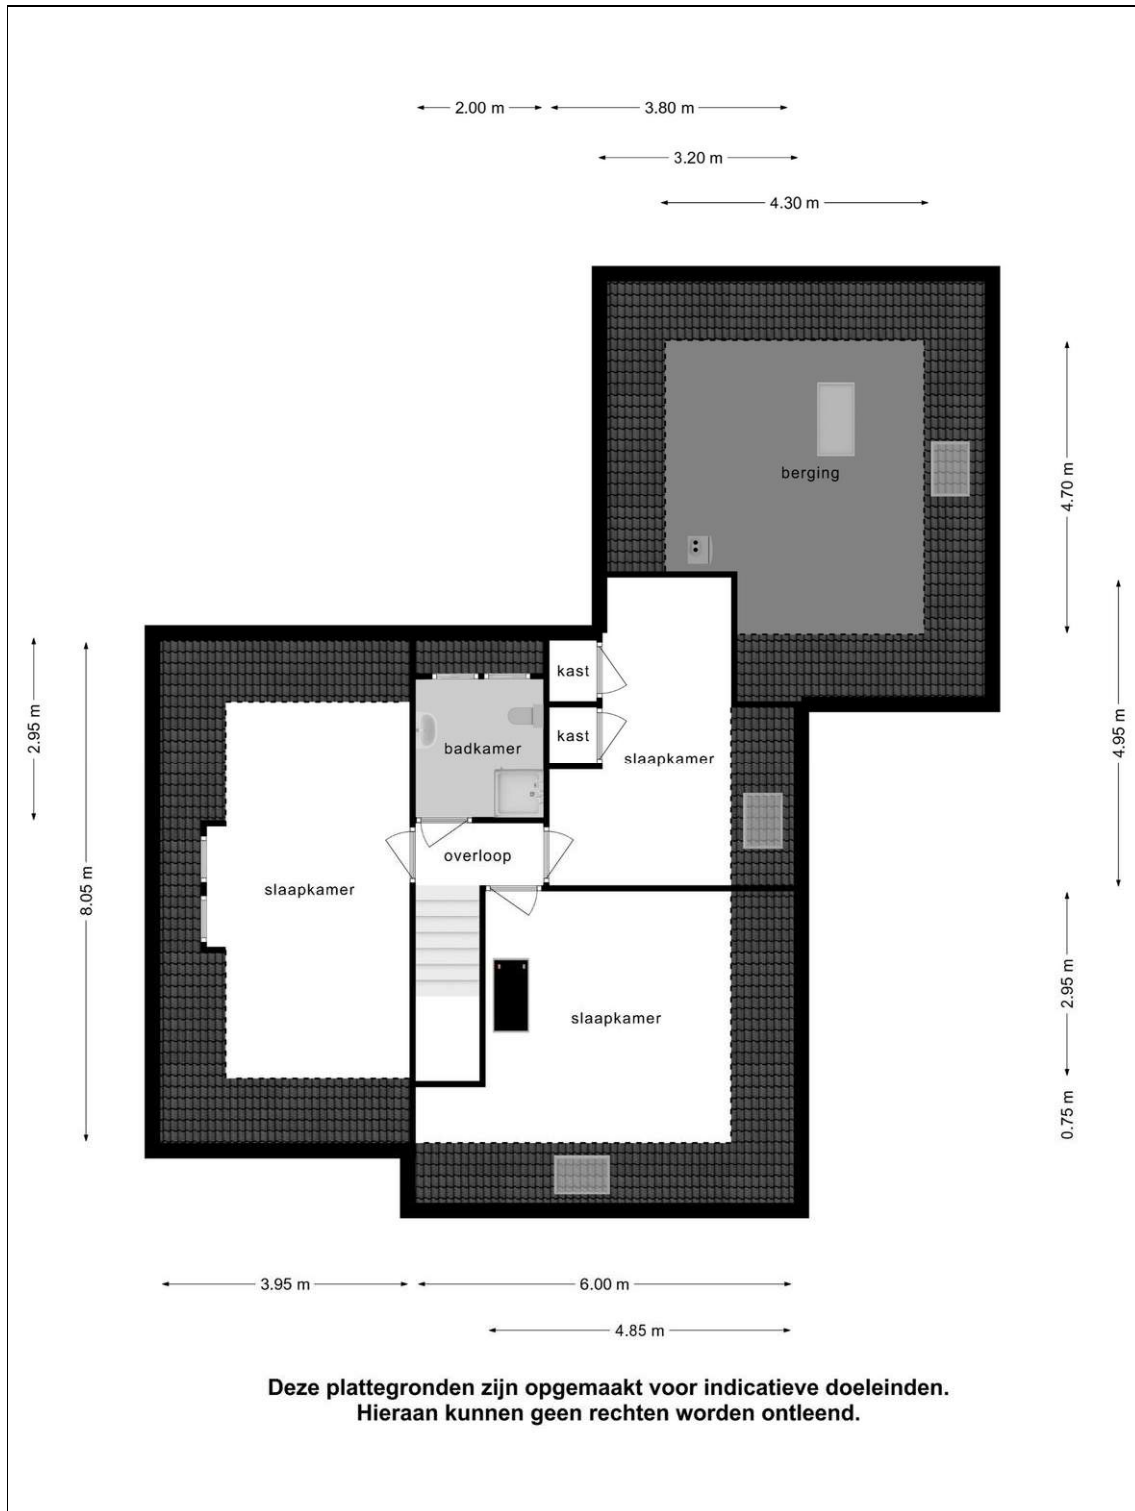 2.00 m
3.80 m
3.20 m
4.30 m
berging
4.70 m
4.95 m
2.95 m
8.05 m
kast
kast
badkamer
slaapkamer
overloop
slaapkamer
slaapkamer
2.95 m
0.75 m
3.95 m
6.00 m
4.85 m
Deze plattegronden zijn opgemaakt voor indicatieve doeleinden.
Hieraan kunnen geen rechten worden ontleend.